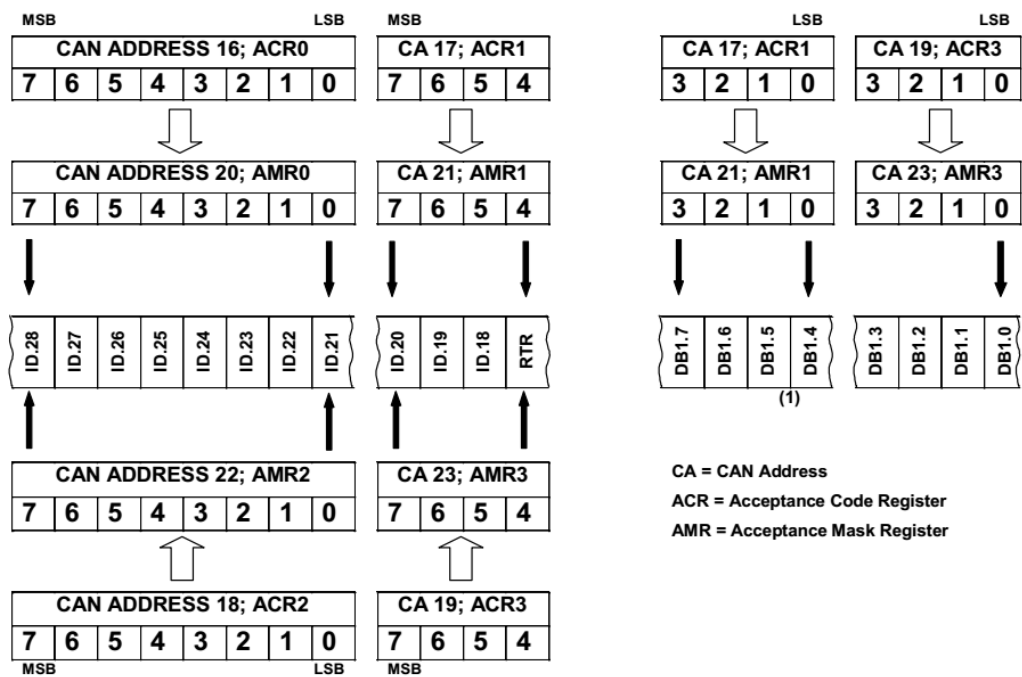 MSB LSB MSB LSB LSB
CAN ADDRESS 16; ACR0 CA 17; ACR1 CA 17; ACR1 CA 19; ACR3
7 6 5 4 3 2 1 0 7 6 5 4 3 2 1 0 3 2 1 0
CAN ADDRESS 20; AMR0 CA 21; AMR1 CA 21; AMR1 CA 23; AMR3
7 6 5 4 3 2 1 0 7 6 5 4 3 2 1 0 3 2 1 0
ID.28 ID.27 ID.26 ID.25 ID.24 ID.23 ID.22 ID.21 ID.20 ID.19 ID.18 RTR DB1.7 DB1.6 DB1.5 DB1.4 DB1.3 DB1.2 DB1.1 DB1.0
(1)
CAN ADDRESS 22; AMR2 CA 23; AMR3
7 6 5 4 3 2 1 0 7 6 5 4
CA = CAN Address
ACR = Acceptance Code Register
AMR = Acceptance Mask Register
CAN ADDRESS 18; ACR2 CA 19; ACR3
7 6 5 4 3 2 1 0 7 6 5 4
MSB LSB MSB